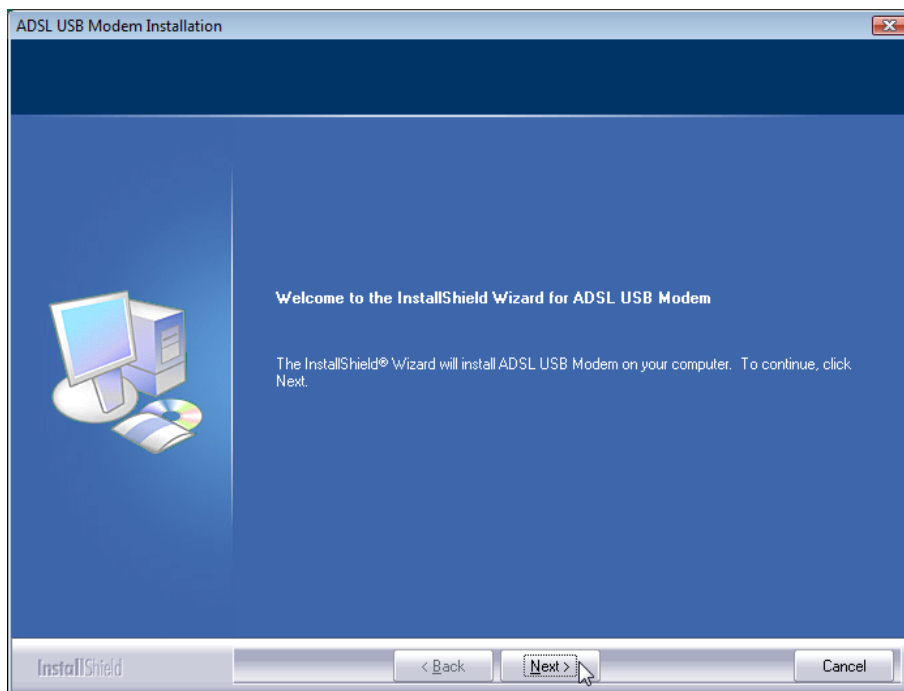 ADSL USB Modem Installation
Welcome to the InstallShield Wizard for ADSL USB Modem
The InstallShield® Wizard will install ADSL USB Modem on your computer.  To continue, click
Next.
InstallShield
< Back
Next >
Cancel